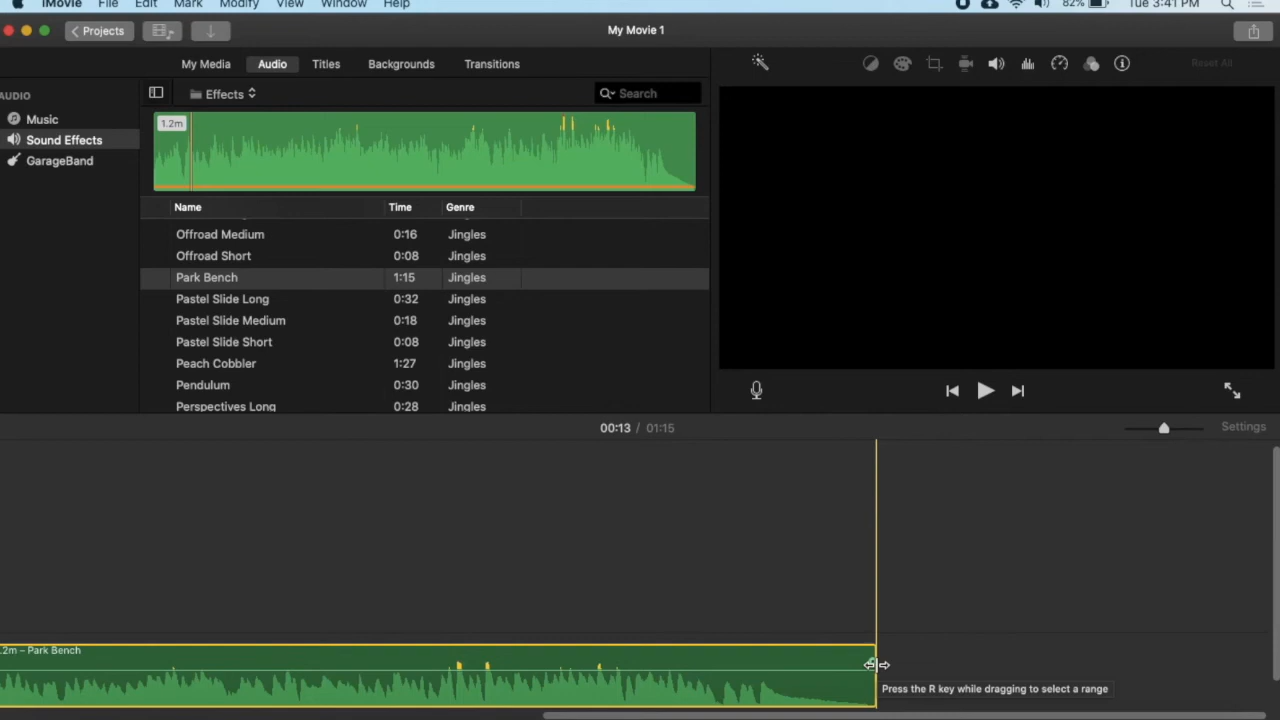 iMovie File Edit Mark Modify View Window Help 82% Tue 3:41 PM
Projects My Movie 1
My Media Audio Titles Backgrounds Transitions Reset All
AUDIO Effects Search
Music
Sound Effects
GarageBand
1.2m
Name Time Genre
Offroad Medium 0:16 Jingles
Offroad Short 0:08 Jingles
Park Bench 1:15 Jingles
Pastel Slide Long 0:32 Jingles
Pastel Slide Medium 0:18 Jingles
Pastel Slide Short 0:08 Jingles
Peach Cobbler 1:27 Jingles
Pendulum 0:30 Jingles
Perspectives Long 0:28 Jingles
00:13 / 01:15 Settings
.2m – Park Bench
Press the R key while dragging to select a range